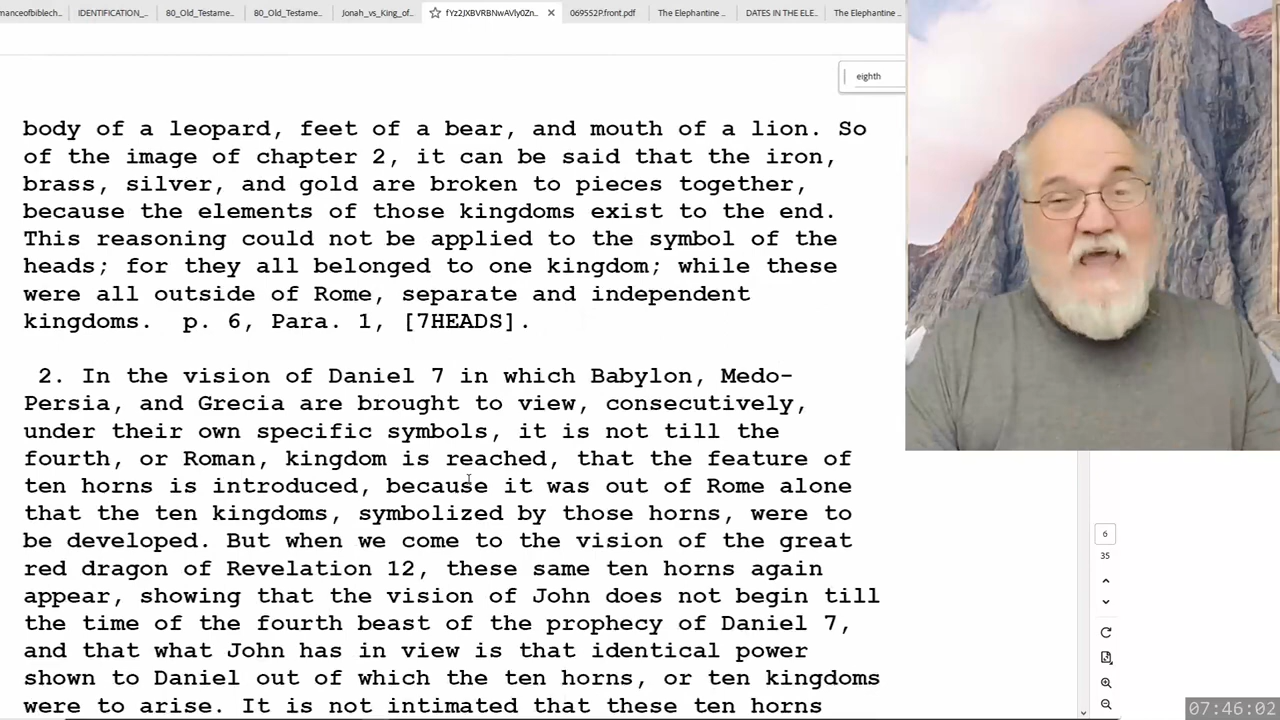 manceofbiblech... IDENTIFICATION_... 80_Old_Testame... 80_Old_Testame... Jonah_vs_King_of... fYz2JXBVRBNwAVly0Zn... 069552P.front.pdf The Elephantine ... DATES IN THE ELE... The Elephantine ...
eighth
body of a leopard, feet of a bear, and mouth of a lion. So
of the image of chapter 2, it can be said that the iron,
brass, silver, and gold are broken to pieces together,
because the elements of those kingdoms exist to the end.
This reasoning could not be applied to the symbol of the
heads; for they all belonged to one kingdom; while these
were all outside of Rome, separate and independent
kingdoms. p. 6, Para. 1, [7HEADS].
2. In the vision of Daniel 7 in which Babylon, Medo-
Persia, and Grecia are brought to view, consecutively,
under their own specific symbols, it is not till the
fourth, or Roman, kingdom is reached, that the feature of
ten horns is introduced, because it was out of Rome alone
that the ten kingdoms, symbolized by those horns, were to
be developed. But when we come to the vision of the great
red dragon of Revelation 12, these same ten horns again
appear, showing that the vision of John does not begin till
the time of the fourth beast of the prophecy of Daniel 7,
and that what John has in view is that identical power
shown to Daniel out of which the ten horns, or ten kingdoms
were to arise. It is not intimated that these ten horns
6
35
07:46:02